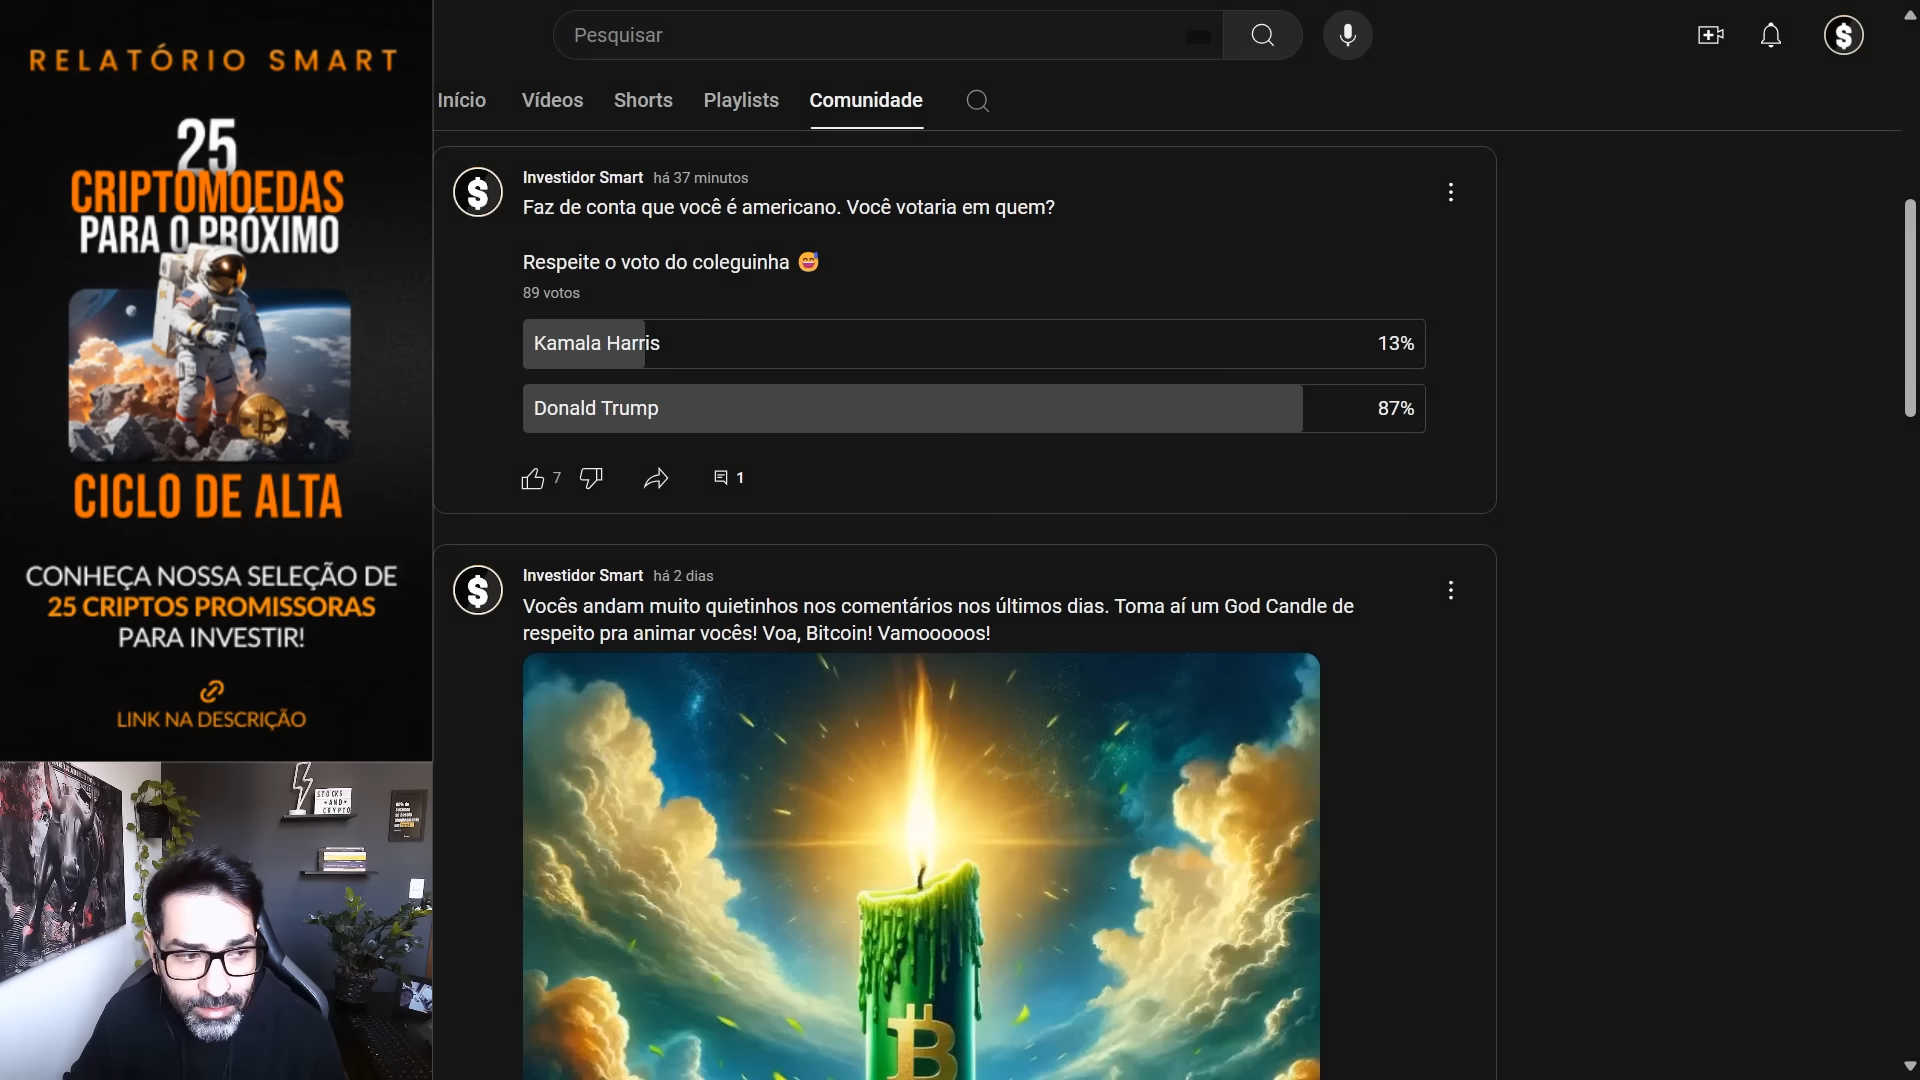 RELATÓRIO SMART
25
CRIPTOMOEDAS
PARA O PRÓXIMO
CICLO DE ALTA
CONHEÇA NOSSA SELEÇÃO DE
25 CRIPTOS PROMISSORAS
PARA INVESTIR!
LINK NA DESCRIÇÃO
STOCKS
AND
CRYPTO
Pesquisar
Início Vídeos Shorts Playlists Comunidade
Investidor Smart há 37 minutos
Faz de conta que você é americano. Você votaria em quem?
Respeite o voto do coleguinha 😅
89 votos
Kamala Harris 13%
Donald Trump 87%
7 1
Investidor Smart há 2 dias
Vocês andam muito quietinhos nos comentários nos últimos dias. Toma aí um God Candle de
respeito pra animar vocês! Voa, Bitcoin! Vamooooos!